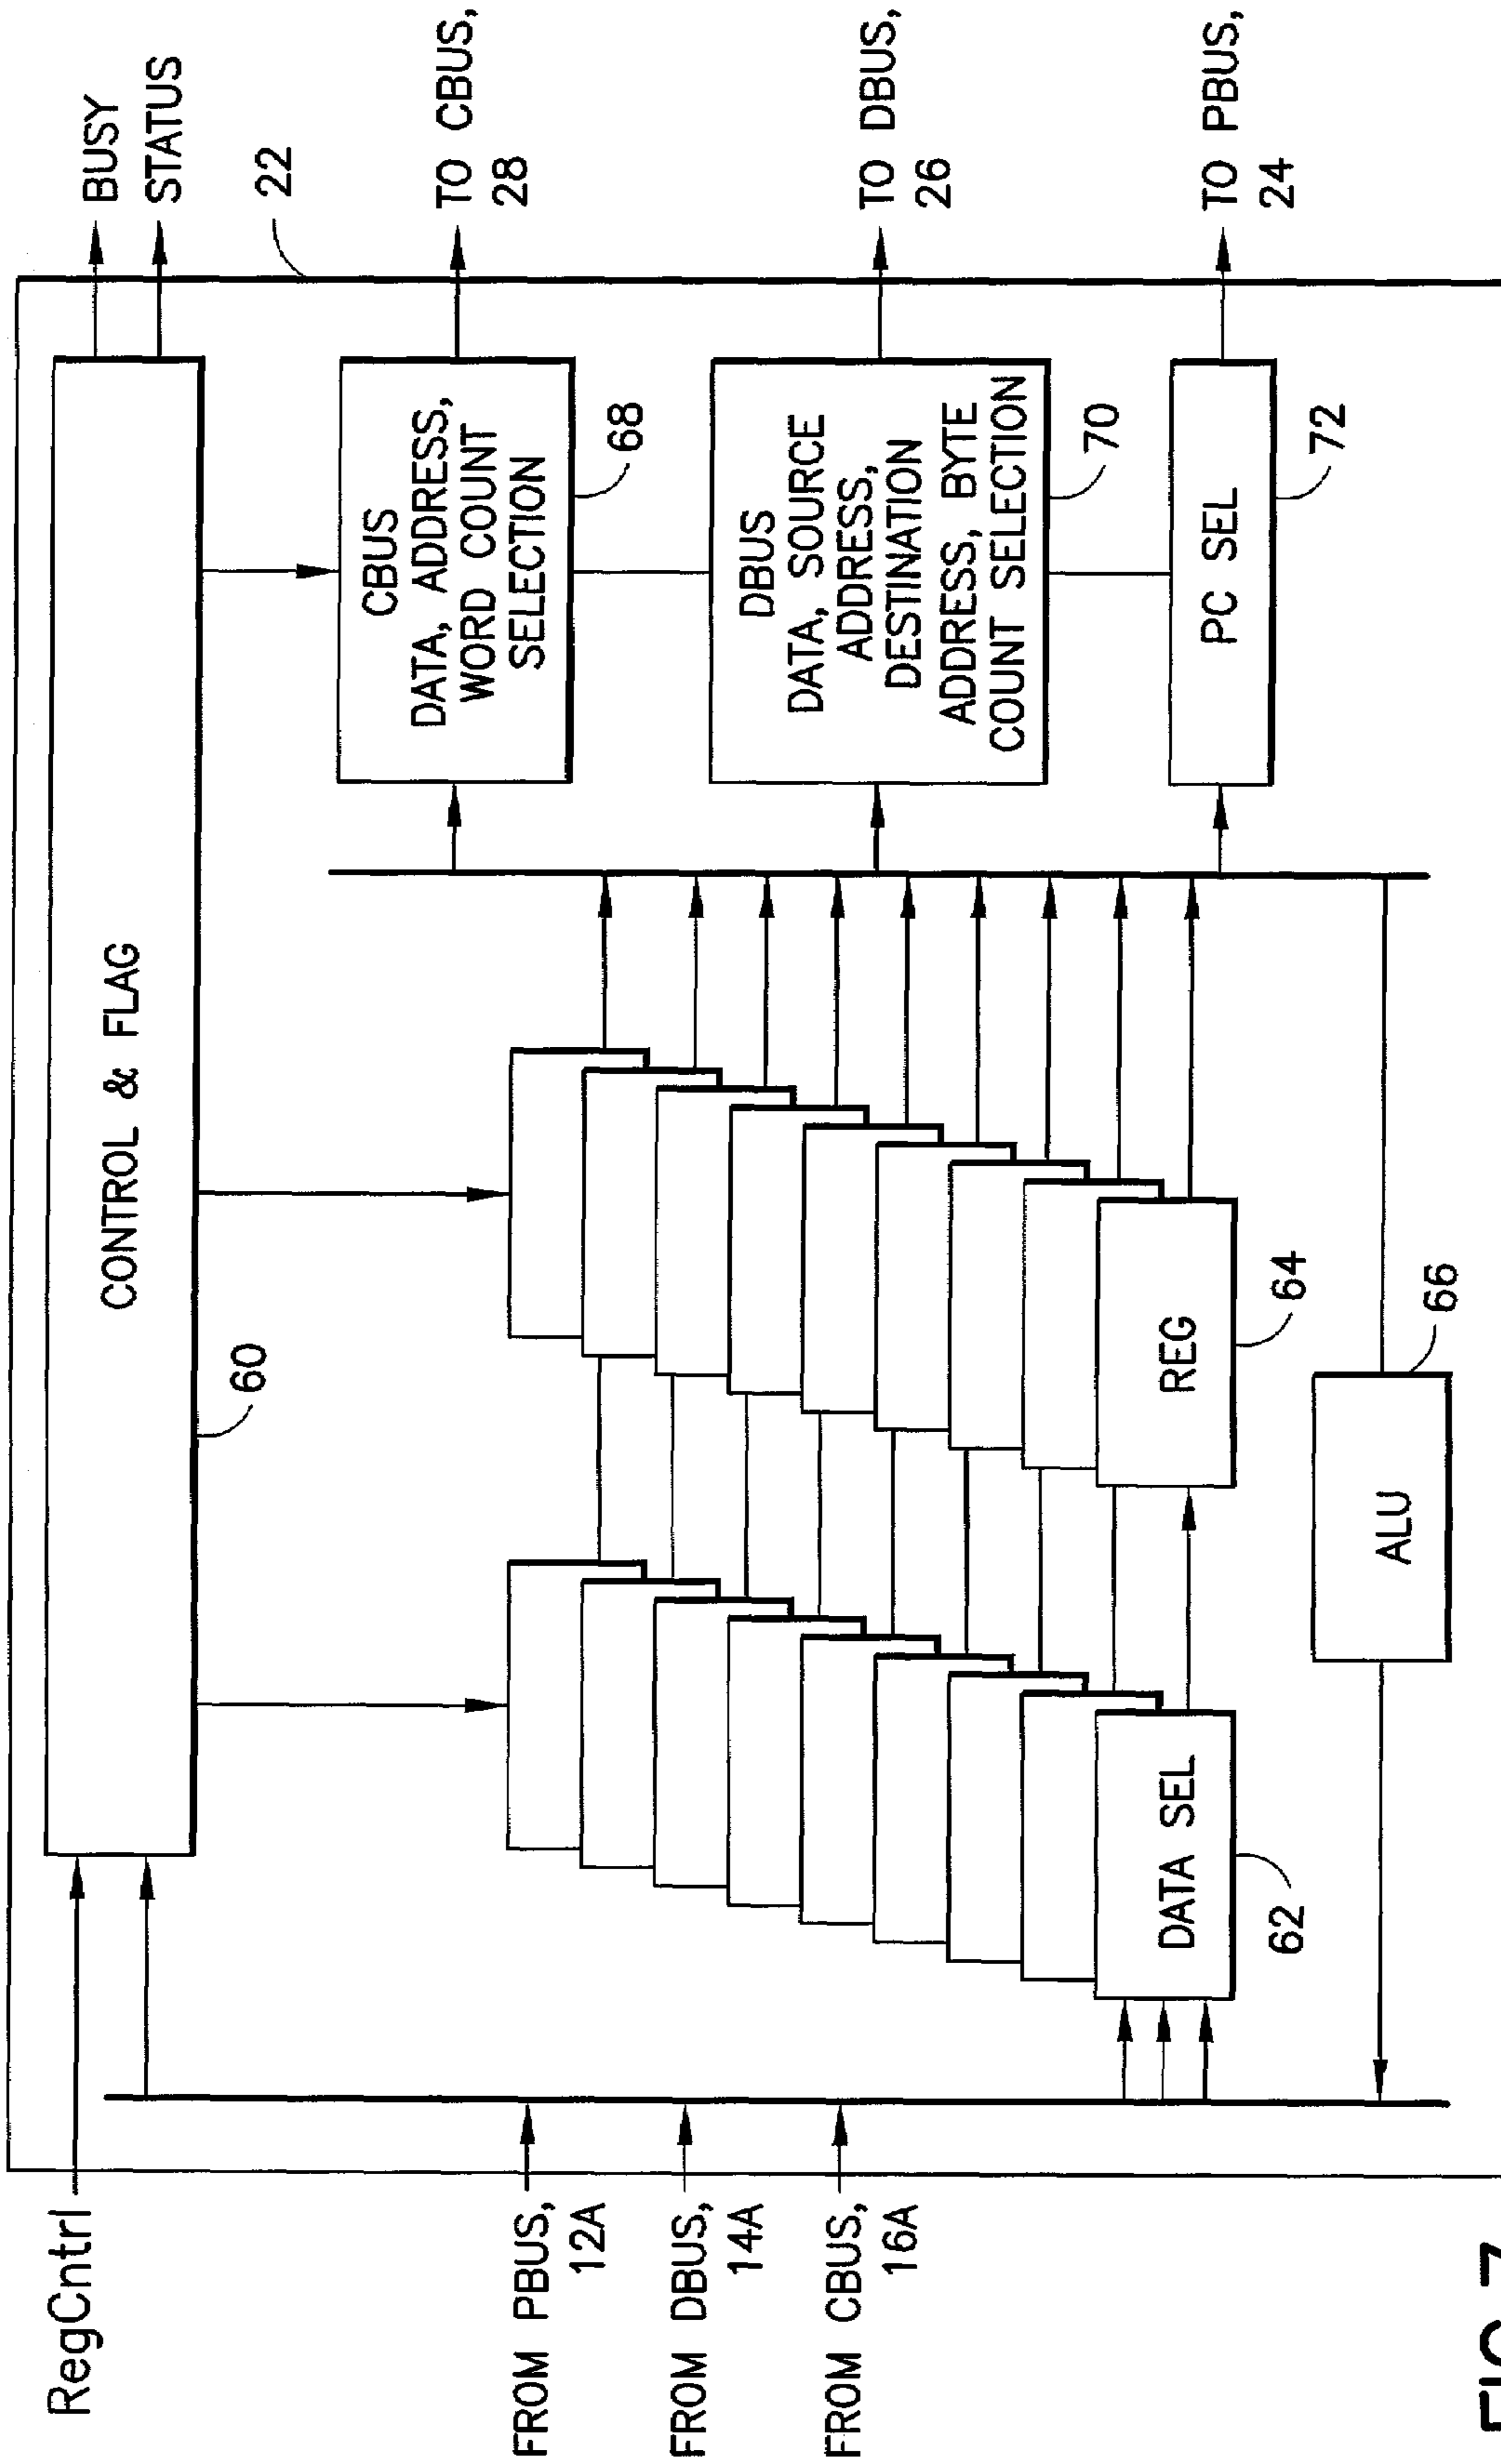 RegCntrl
FROM PBUS,
12A
FROM DBUS,
14A
FROM CBUS,
16A
CONTROL & FLAG
60
DATA SEL
62
REG
64
ALU
66
CBUS
DATA, ADDRESS,
WORD COUNT
SELECTION
68
DBUS
DATA, SOURCE
ADDRESS,
DESTINATION
ADDRESS, BYTE
COUNT SELECTION
70
PC SEL
72
22
BUSY
STATUS
TO CBUS,
28
TO DBUS,
26
TO PBUS,
24
FIG.7